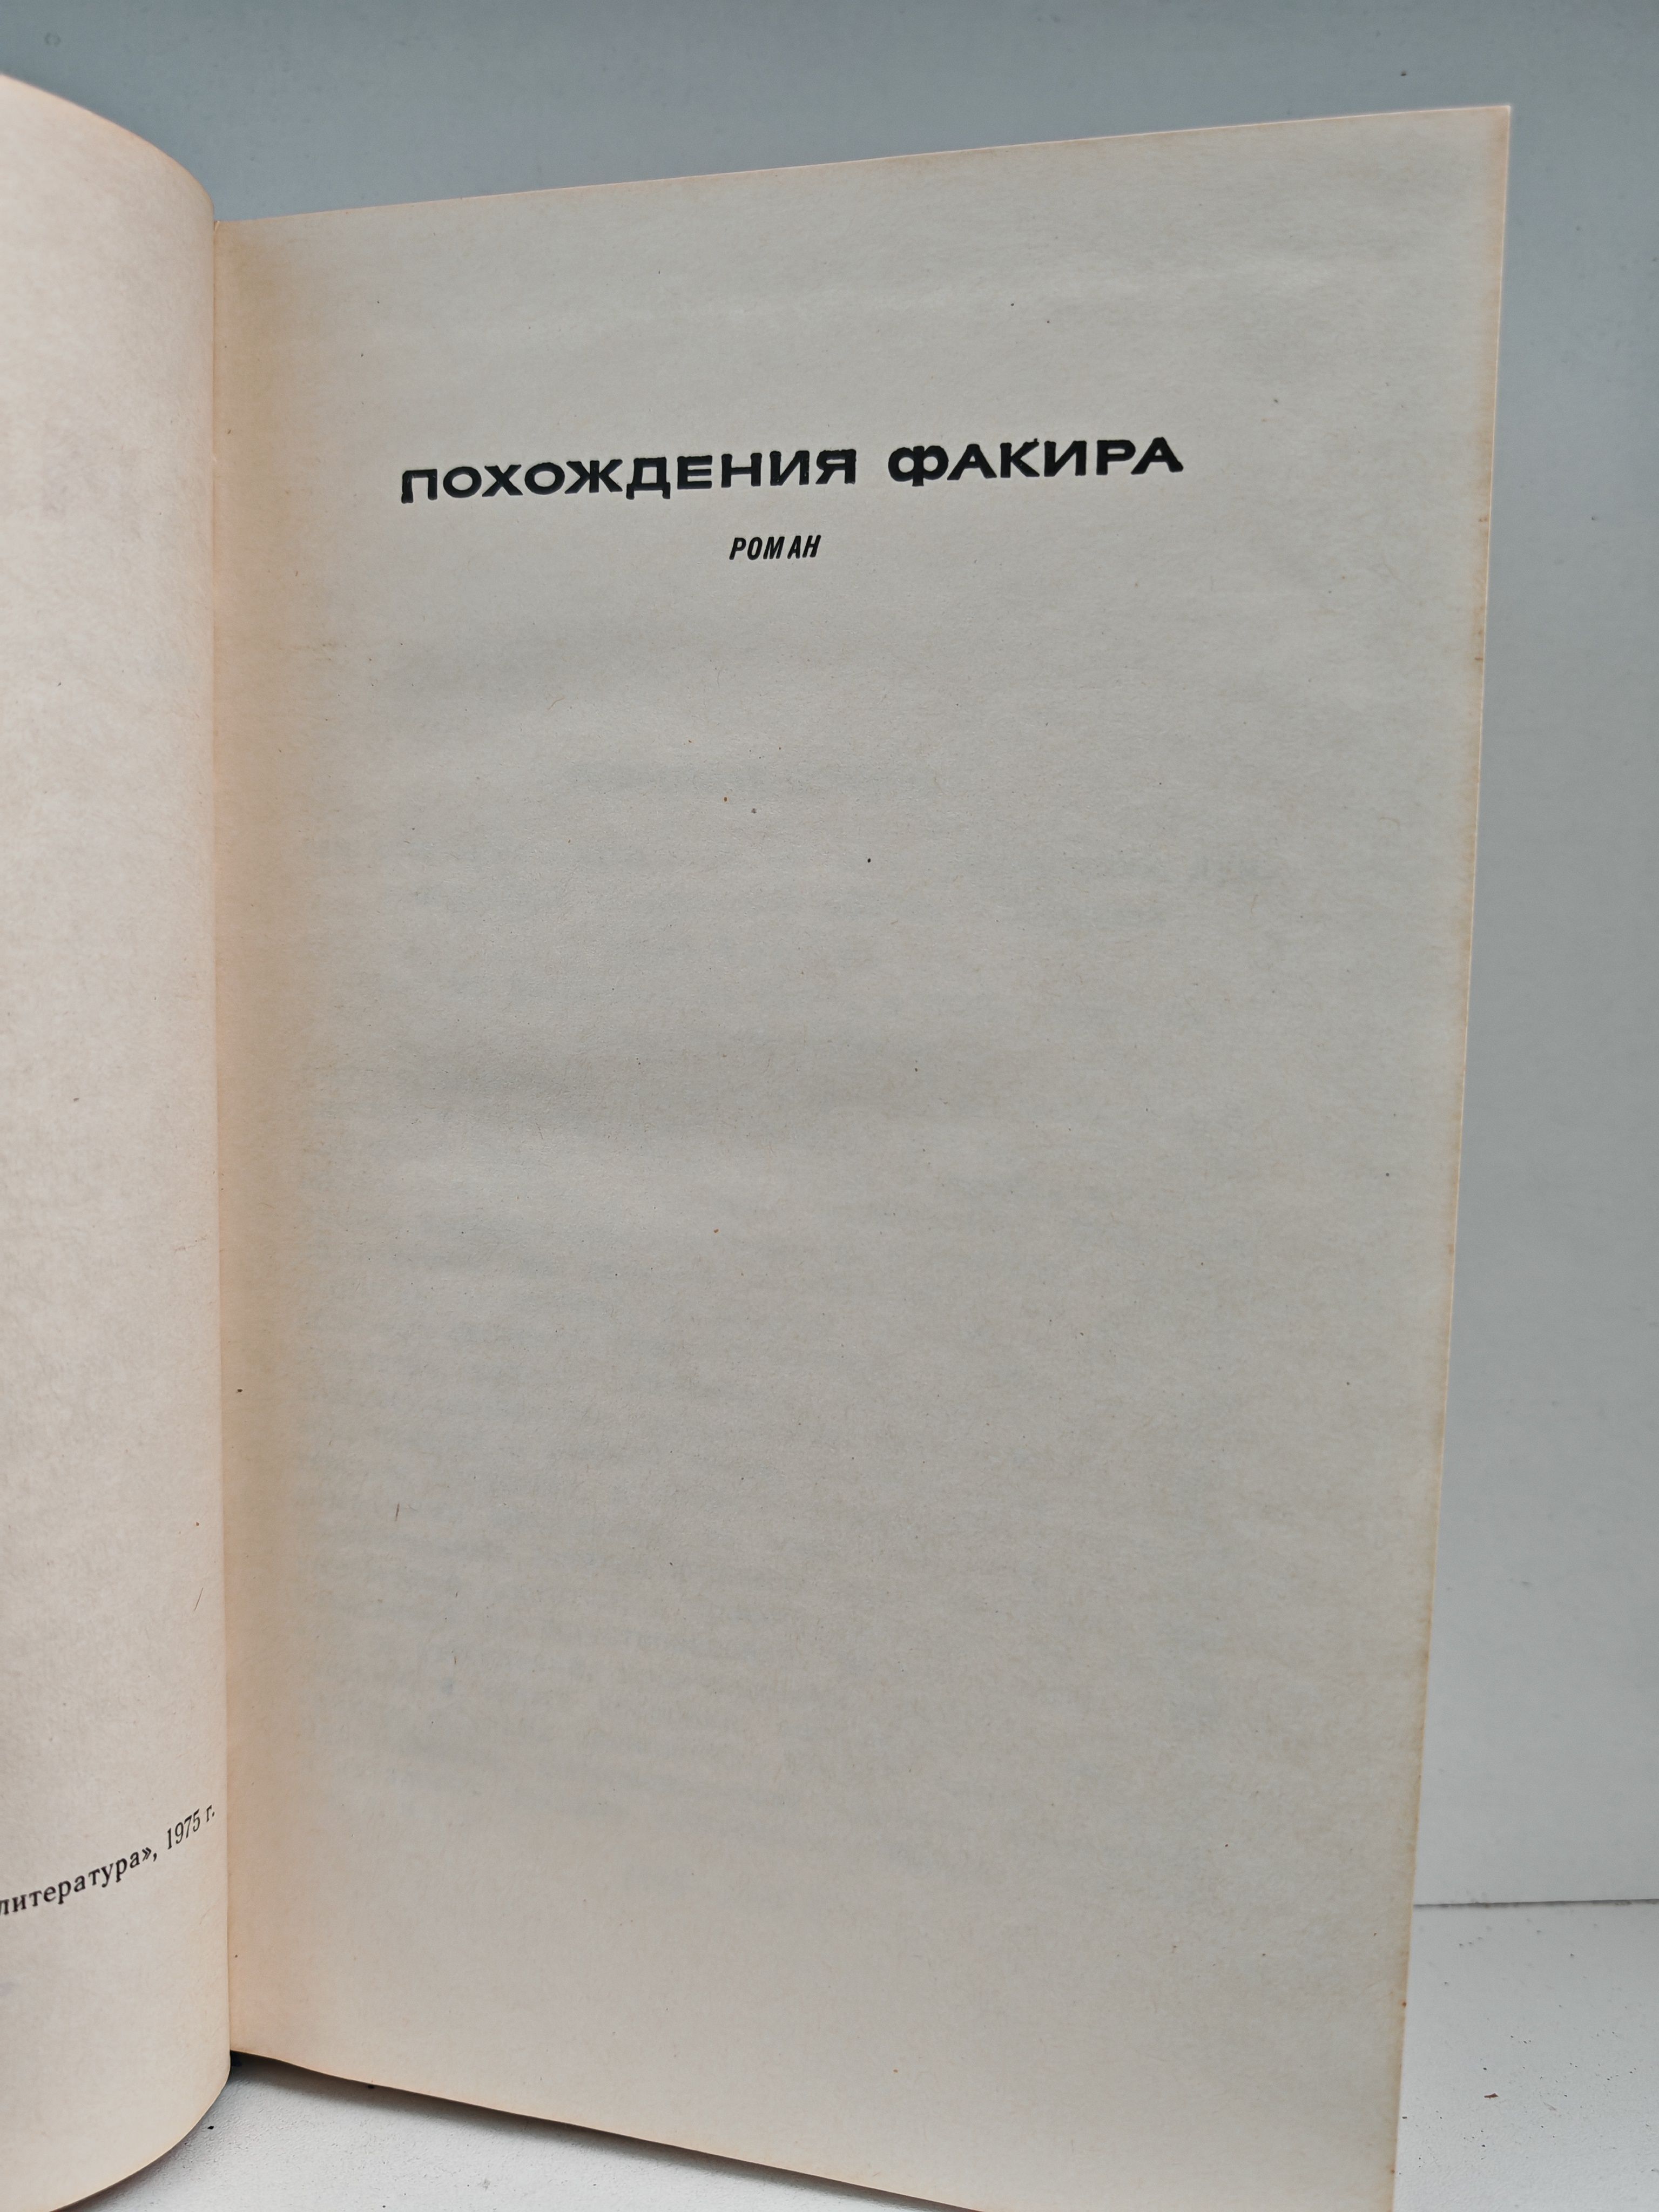 литература», 1975 г.
ПОХОЖДЕНИЯ ФАКИРА
РОМАН